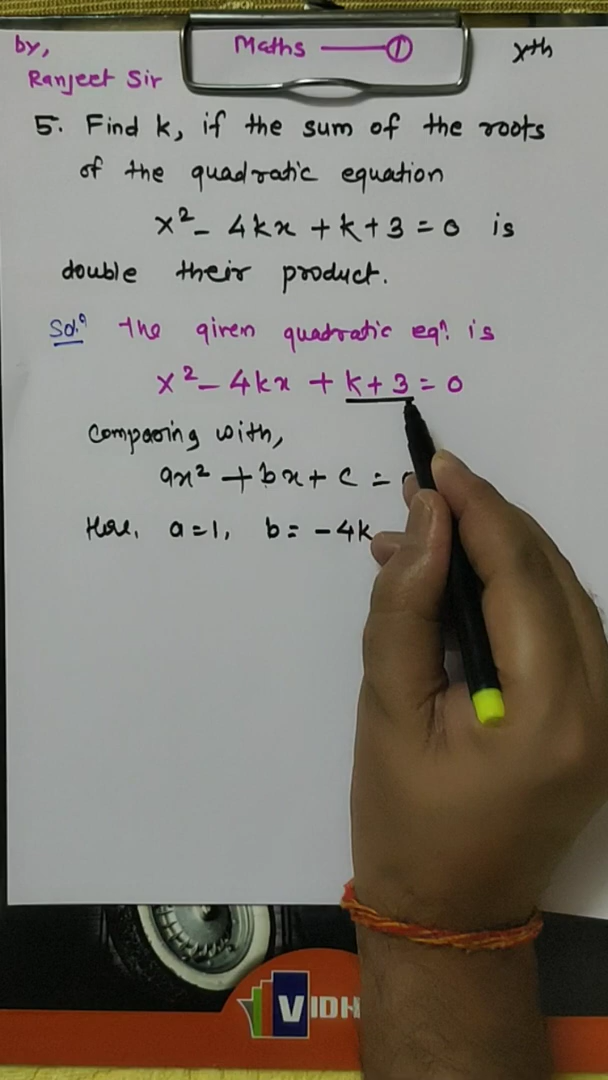 by,
Ranjeet Sir
Maths — ①
Xth
5. Find k, if the sum of the roots
of the quadratic equation
x² - 4kx + k + 3 = 0 is
double their product.
Solⁿ The given quadratic eqⁿ. is
x² - 4kx + k + 3 = 0
Comparing with,
ax² + bx + c =
Here, a = 1, b = - 4k
VIDH